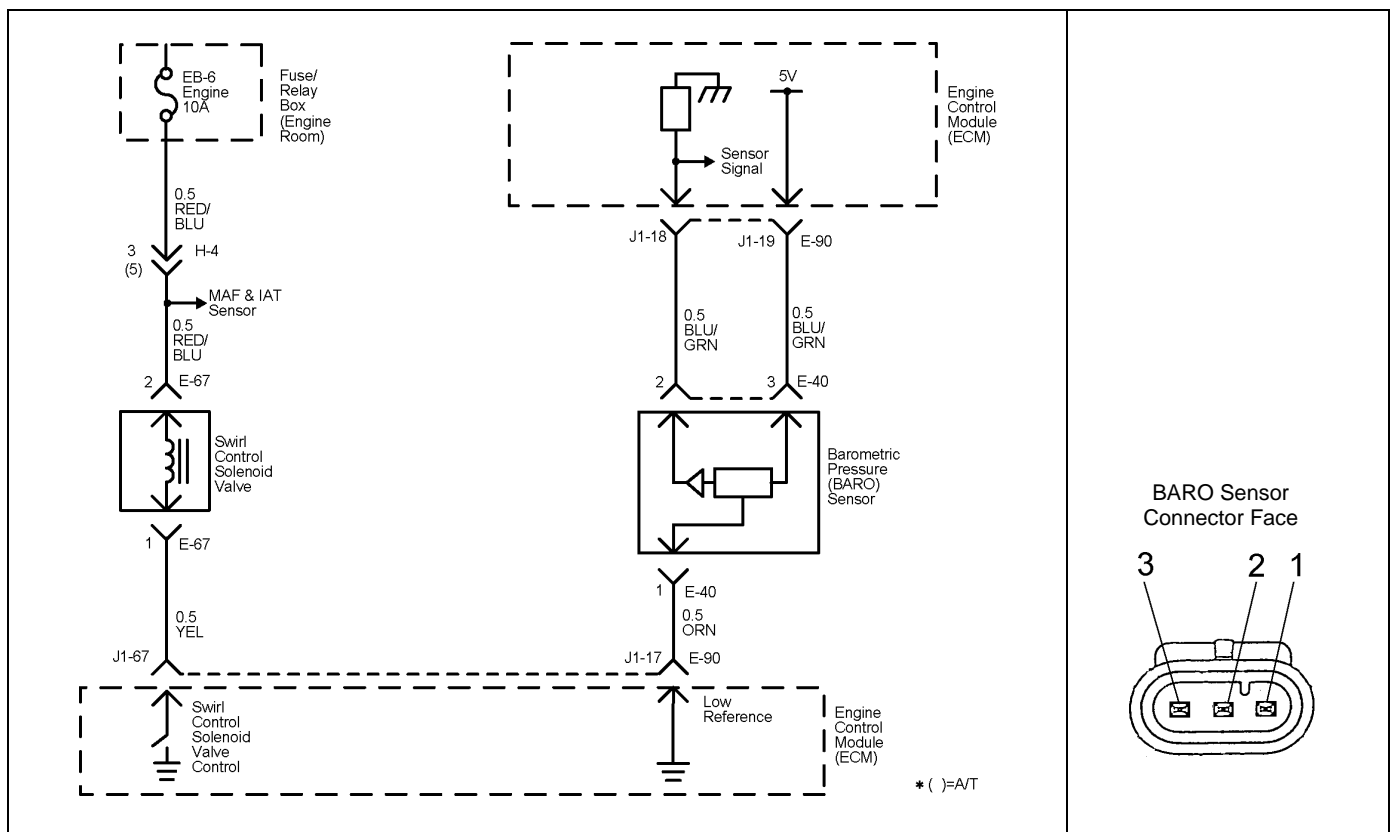 EB-6
Engine
10A
Fuse/
Relay
Box
(Engine
Room)
0.5
RED/
BLU
3
H-4
(5)
MAF & IAT
Sensor
0.5
RED/
BLU
2
E-67
Swirl
Control
Solenoid
Valve
1
E-67
0.5
YEL
J1-67
Swirl
Control
Solenoid
Valve
Control
5V
Sensor
Signal
Engine
Control
Module
(ECM)
J1-18
J1-19
E-90
0.5
BLU/
GRN
0.5
BLU/
GRN
2
3
E-40
Barometric
Pressure
(BARO)
Sensor
1
E-40
0.5
ORN
J1-17
E-90
Low
Reference
Engine
Control
Module
(ECM)
* ( )=A/T
BARO Sensor
Connector Face
3 2 1